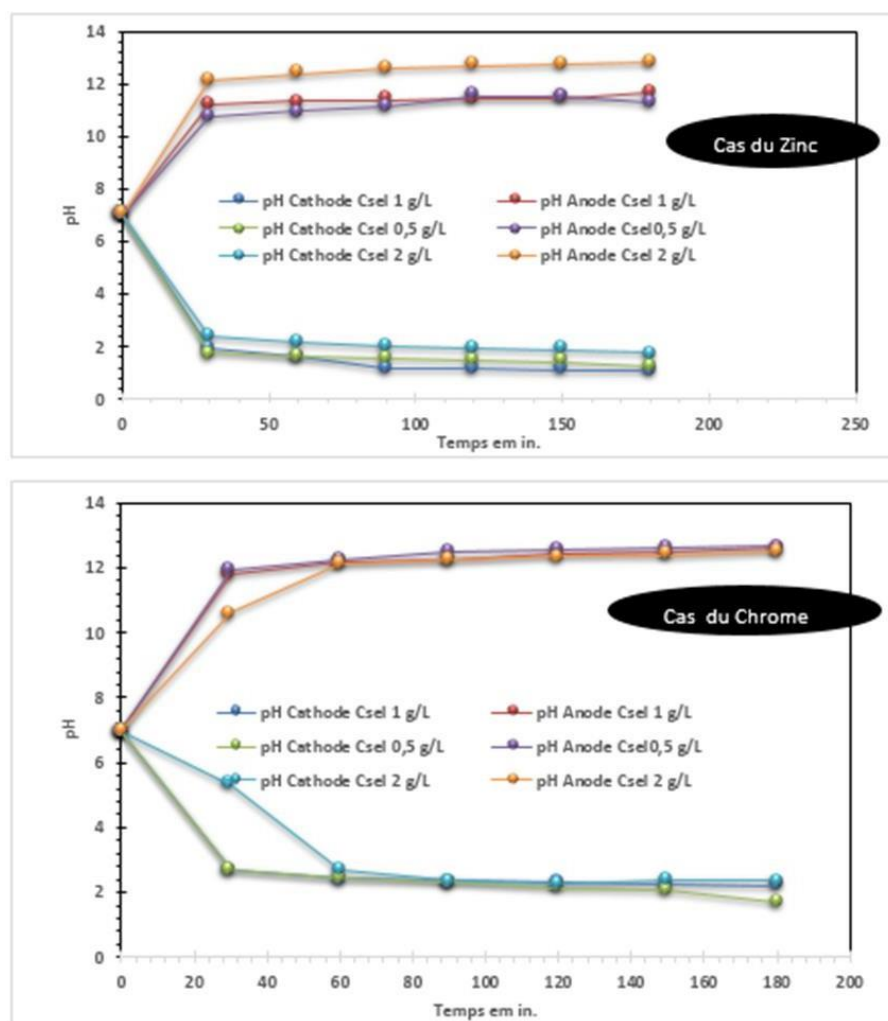 14
12
10
8
6
4
2
0
pH
Cas du Zinc
pH Cathode Csel 1 g/L
pH Anode Csel 1 g/L
pH Cathode Csel 0,5 g/L
pH Anode Csel0,5 g/L
pH Cathode Csel 2 g/L
pH Anode Csel 2 g/L
0 50 100 150 200 250
Temps em in.
14
12
10
8
6
4
2
0
pH
Cas du Chrome
pH Cathode Csel 1 g/L
pH Anode Csel 1 g/L
pH Cathode Csel 0,5 g/L
pH Anode Csel0,5 g/L
pH Cathode Csel 2 g/L
pH Anode Csel 2 g/L
0 20 40 60 80 100 120 140 160 180 200
Temps em in.